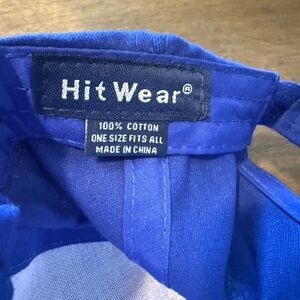 Hit Wear®
100% COTTON
ONE SIZE FITS ALL
MADE IN CHINA